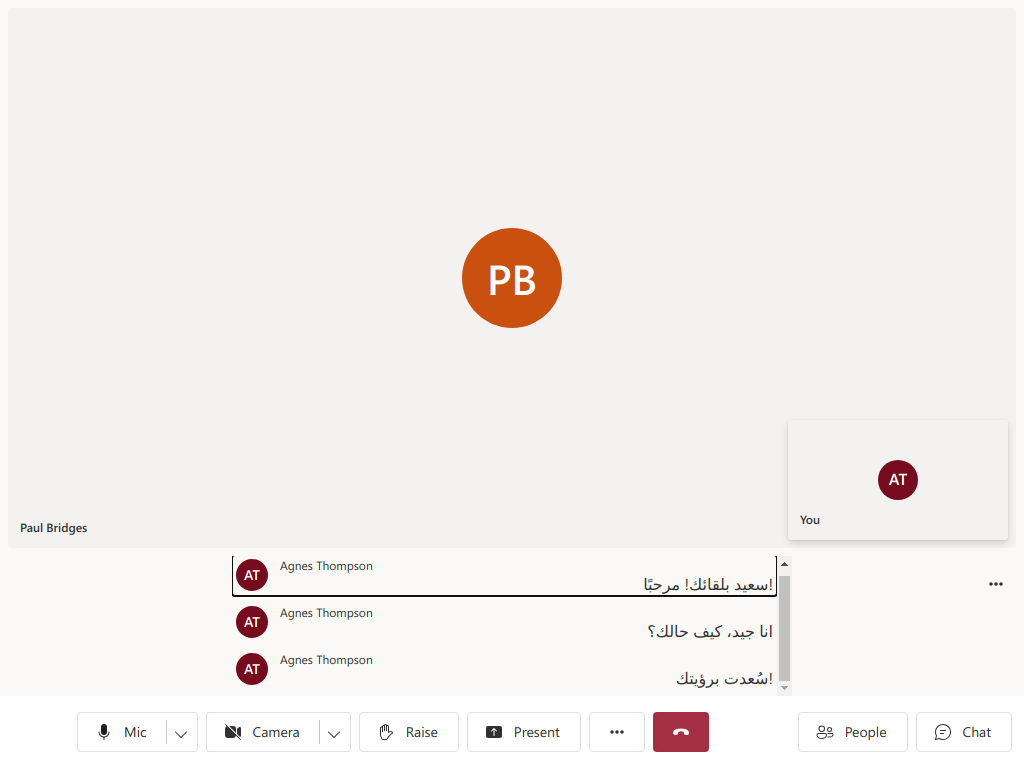 PB
AT
You
Paul Bridges
AT
Agnes Thompson
سعيد بلقائك! مرحبًا!
AT
Agnes Thompson
انا جيد، كيف حالك؟
AT
Agnes Thompson
سُعدت برؤيتك!
Mic
Camera
Raise
Present
People
Chat